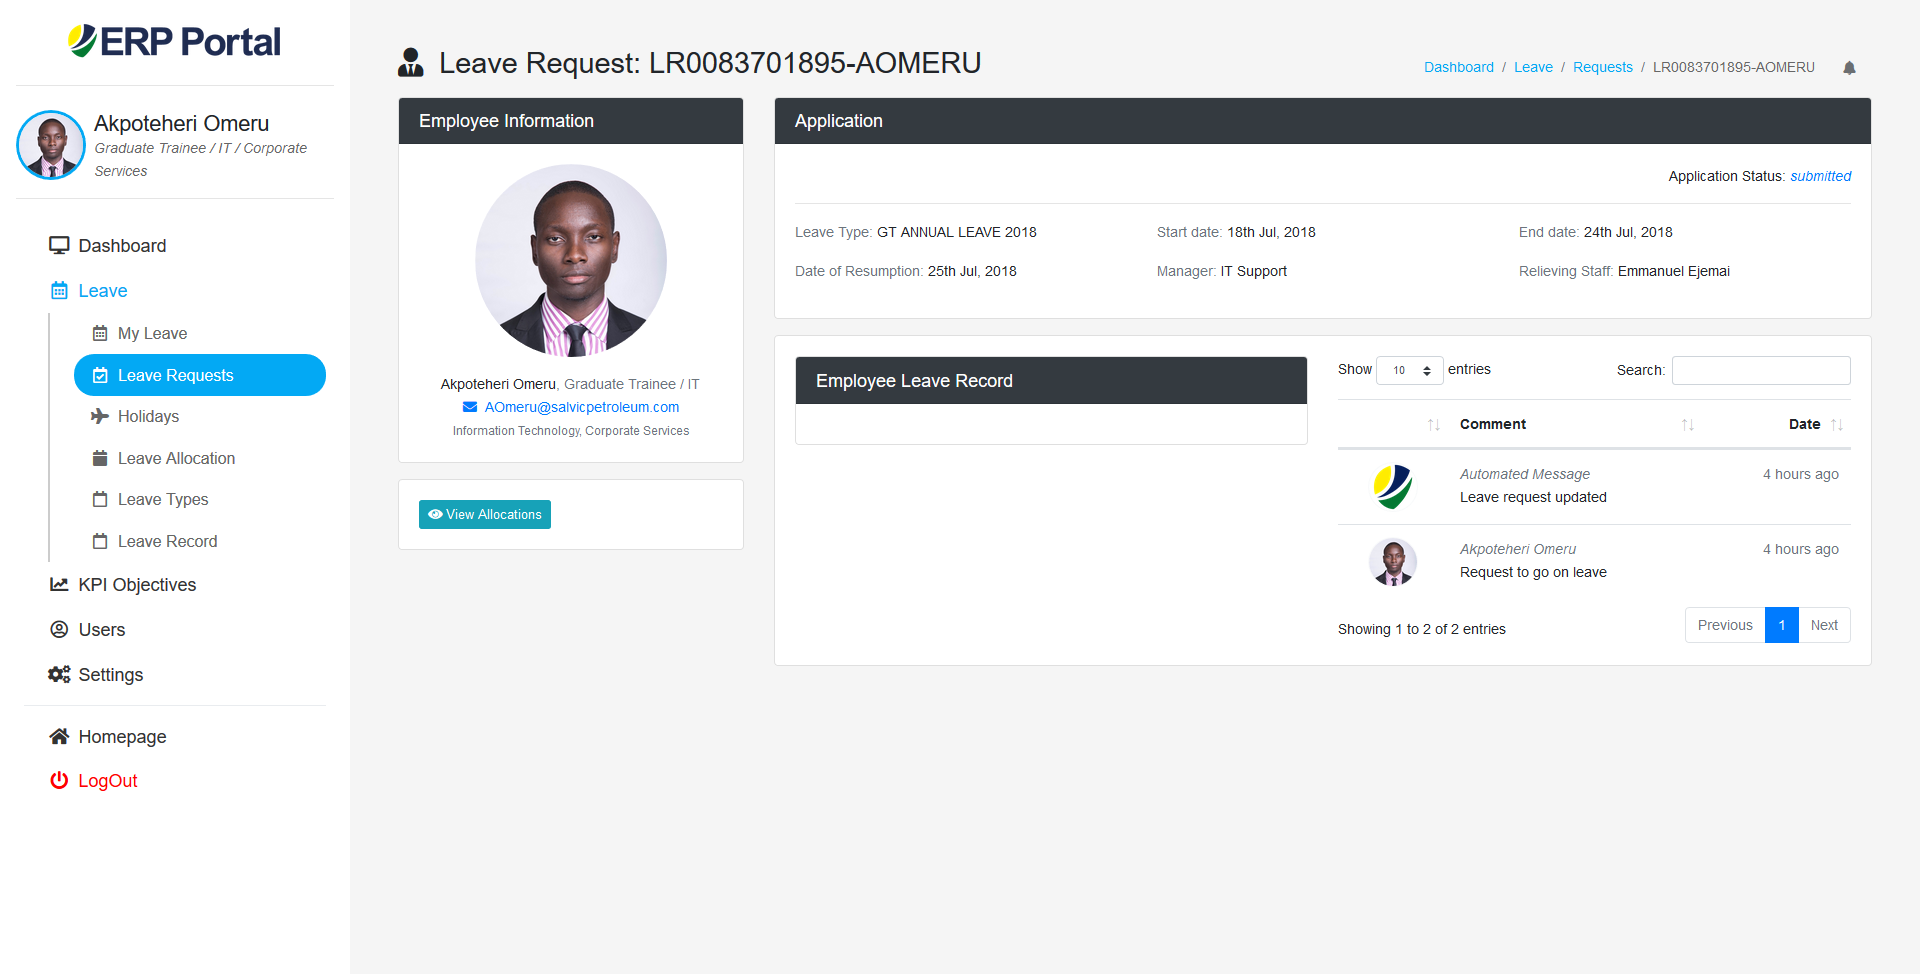 ERP Portal
Akpoteheri Omeru
Graduate Trainee / IT / Corporate
Services
Dashboard
Leave
My Leave
Leave Requests
Holidays
Leave Allocation
Leave Types
Leave Record
KPI Objectives
Users
Settings
Homepage
LogOut
Leave Request: LR0083701895-AOMERU
Dashboard / Leave / Requests / LR0083701895-AOMERU
Employee Information
Akpoteheri Omeru, Graduate Trainee / IT
AOmeru@salvicpetroleum.com
Information Technology, Corporate Services
View Allocations
Application
Application Status: submitted
Leave Type: GT ANNUAL LEAVE 2018
Start date: 18th Jul, 2018
End date: 24th Jul, 2018
Date of Resumption: 25th Jul, 2018
Manager: IT Support
Relieving Staff: Emmanuel Ejemai
Employee Leave Record
Show 10 entries
Search:
Comment
Date
Automated Message
4 hours ago
Leave request updated
Akpoteheri Omeru
4 hours ago
Request to go on leave
Showing 1 to 2 of 2 entries
Previous 1 Next